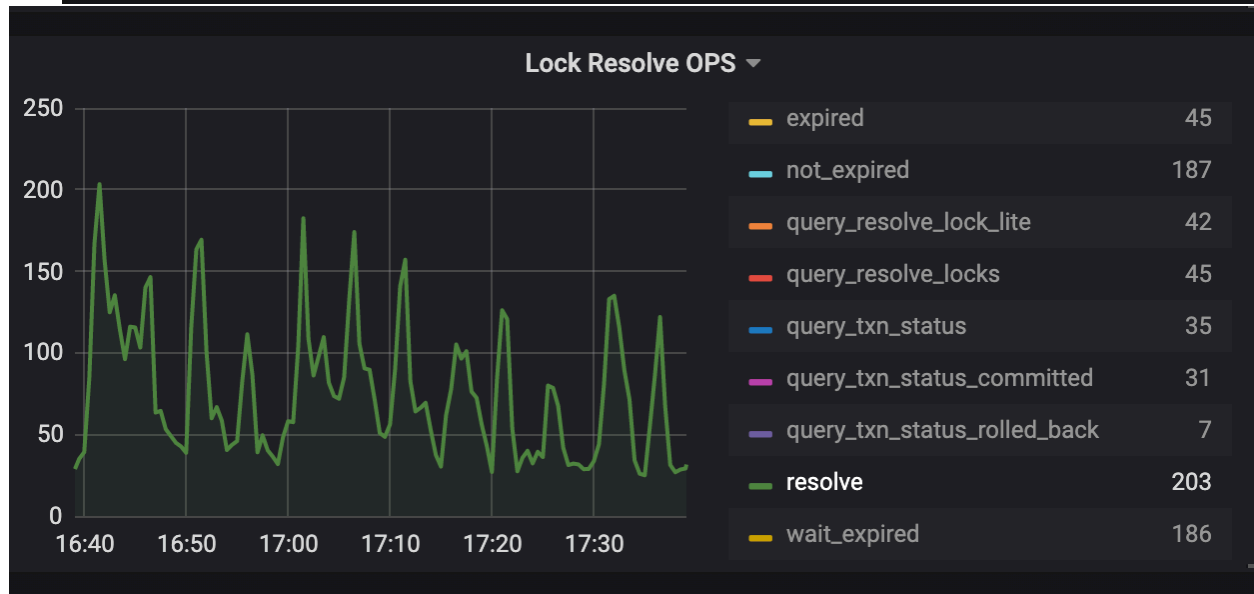 Lock Resolve OPS
250
200
150
100
50
0
16:40 16:50 17:00 17:10 17:20 17:30
expired 45
not_expired 187
query_resolve_lock_lite 42
query_resolve_locks 45
query_txn_status 35
query_txn_status_committed 31
query_txn_status_rolled_back 7
resolve 203
wait_expired 186